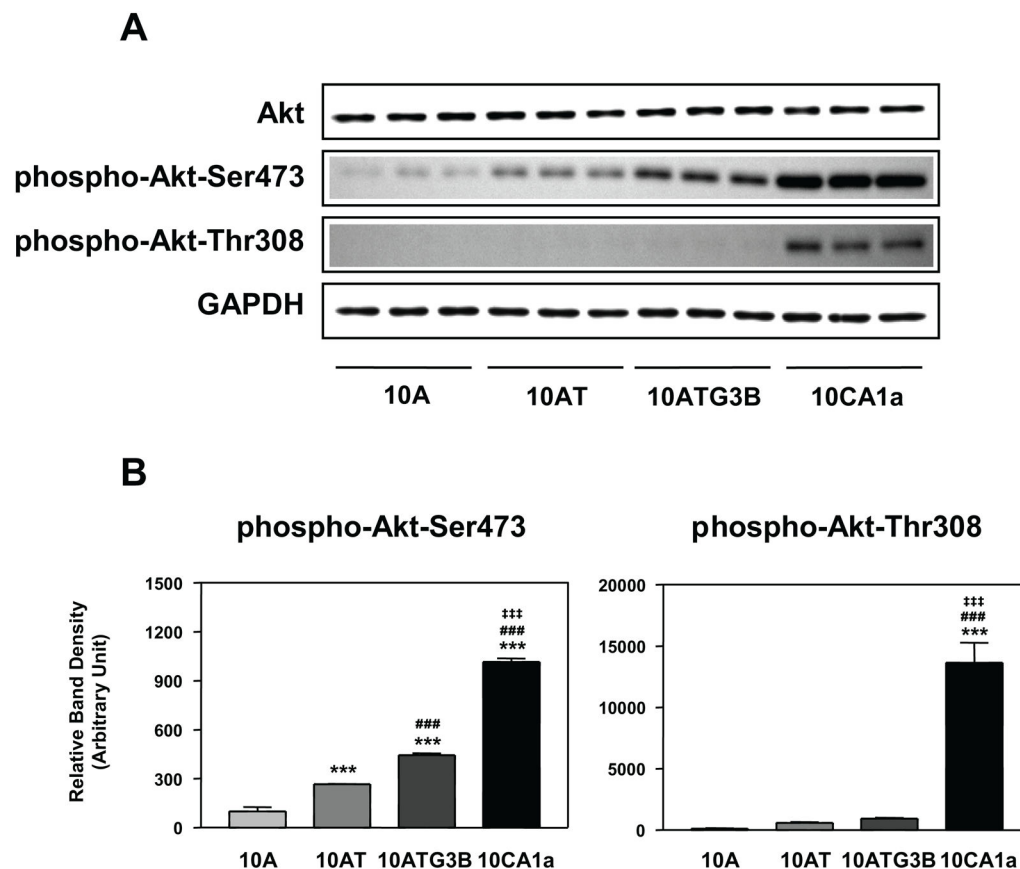 A
Akt
phospho-Akt-Ser473
phospho-Akt-Thr308
GAPDH
10A 10AT 10ATG3B 10CA1a
B
phospho-Akt-Ser473
Relative Band Density
(Arbitrary Unit)
1500
1200
900
600
300
0
***
###
***
‡‡‡
###
***
10A 10AT 10ATG3B 10CA1a
phospho-Akt-Thr308
20000
15000
10000
5000
0
‡‡‡
###
***
10A 10AT 10ATG3B 10CA1a